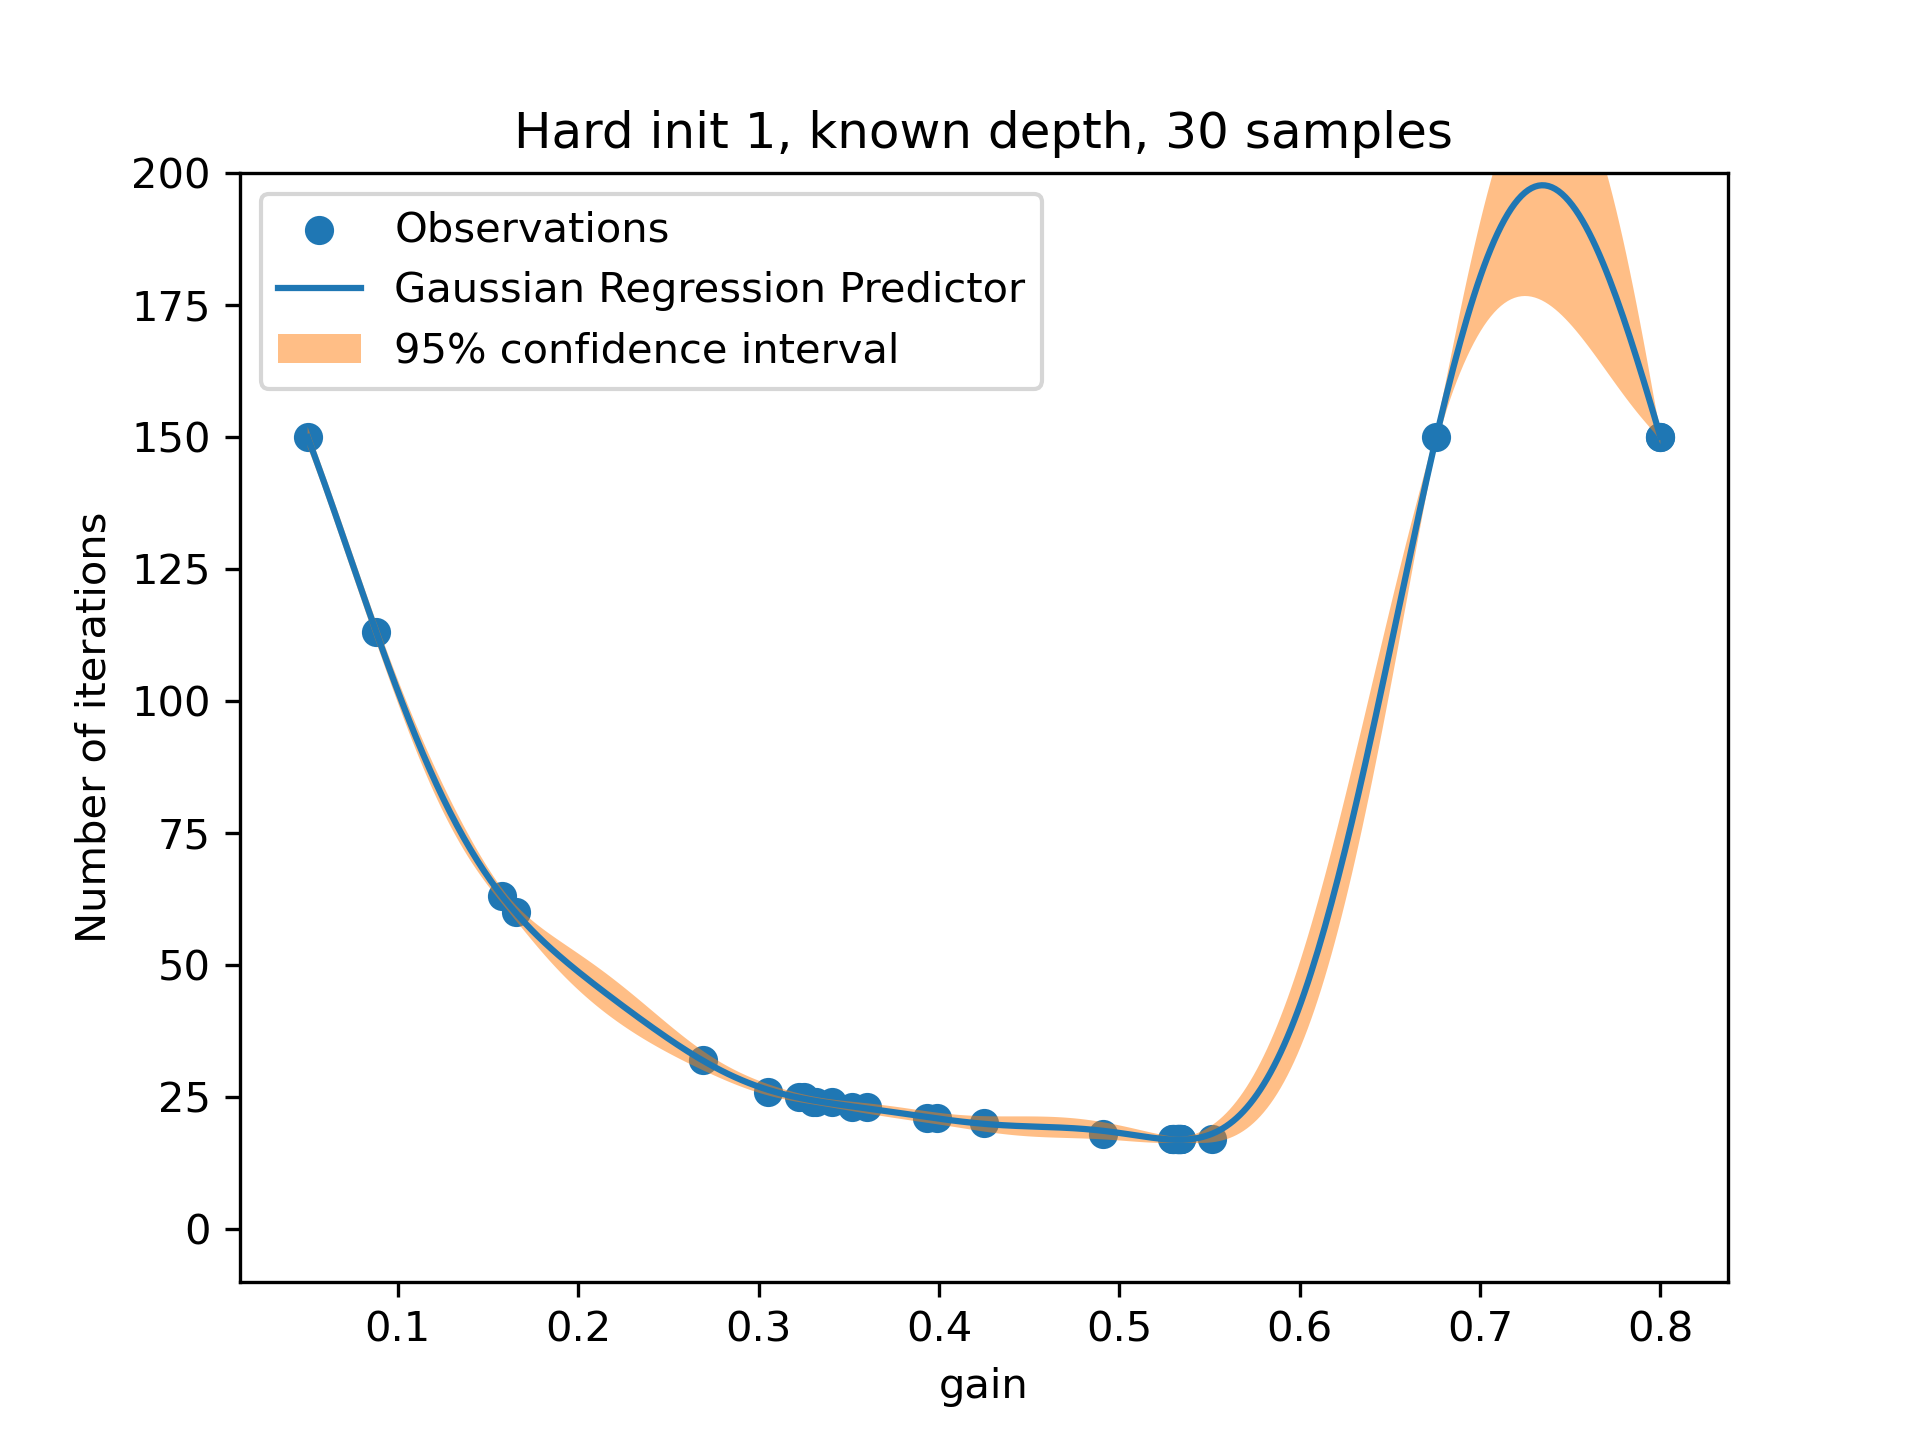 Hard init 1, known depth, 30 samples
Observations
Gaussian Regression Predictor
95% confidence interval
Number of iterations
200
175
150
125
100
75
50
25
0
0.1 0.2 0.3 0.4 0.5 0.6 0.7 0.8
gain